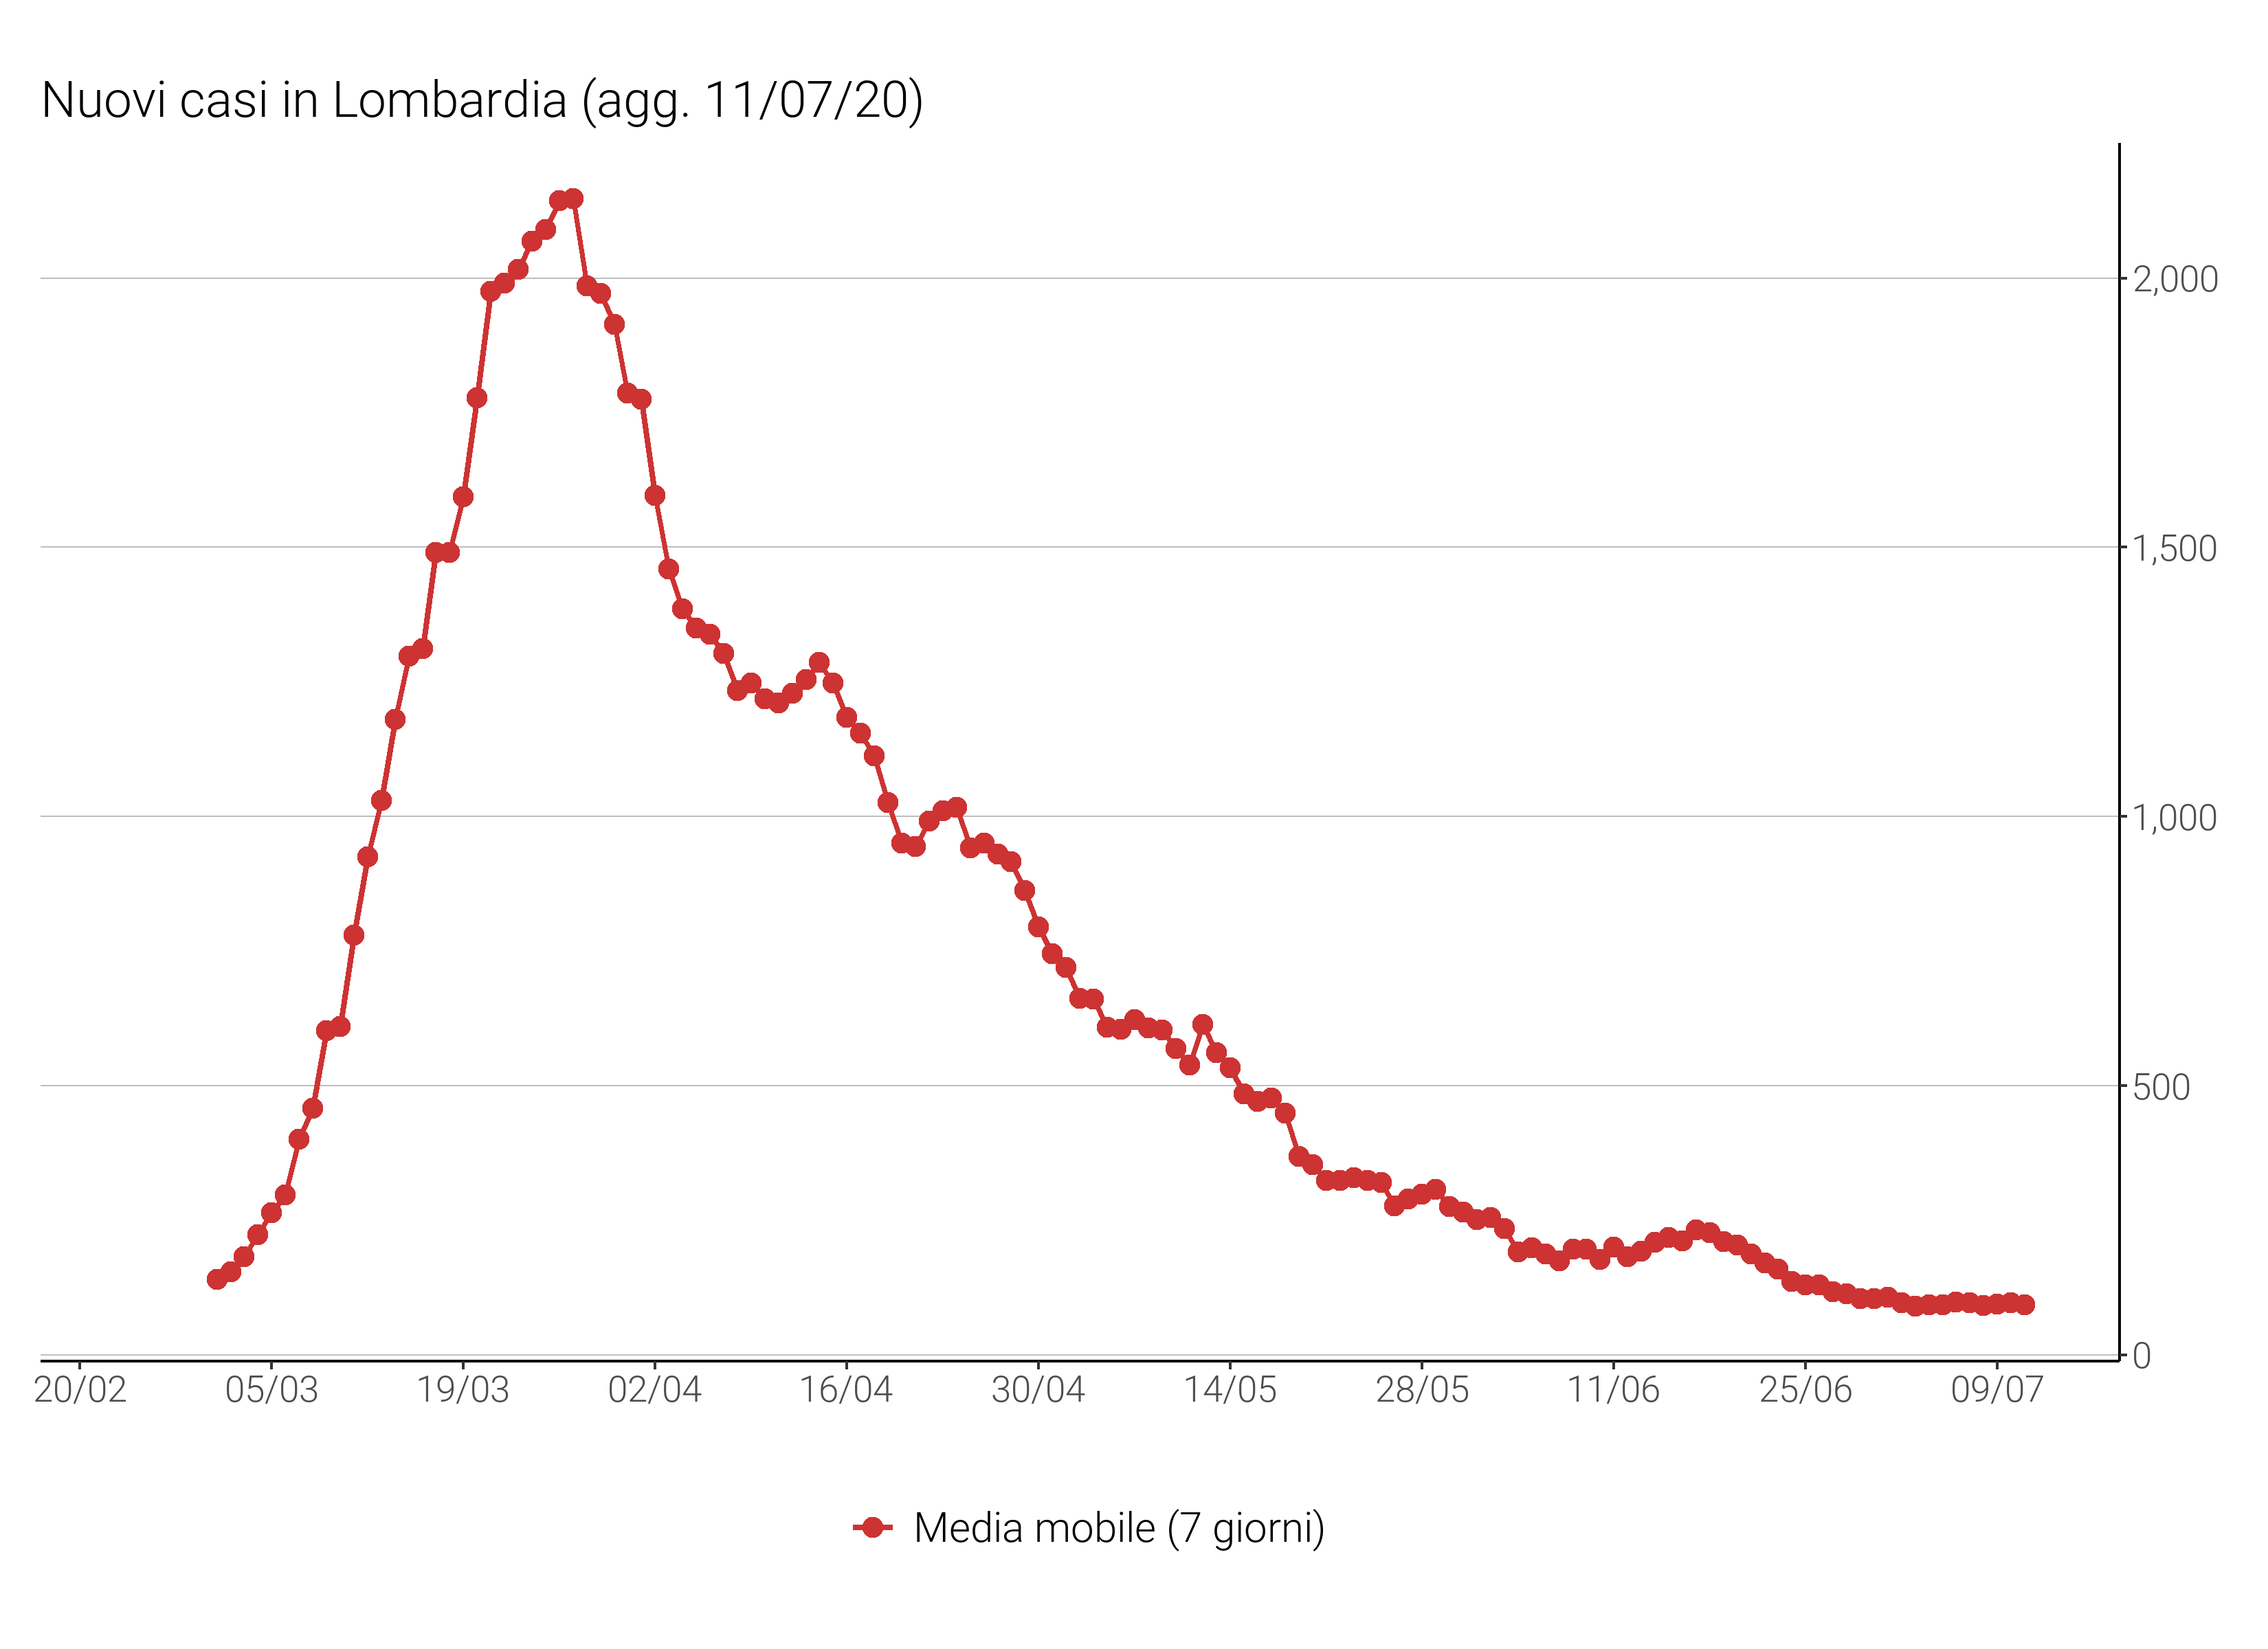 Nuovi casi in Lombardia (agg. 11/07/20)
2,000
1,500
1,000
500
0
20/02 05/03 19/03 02/04 16/04 30/04 14/05 28/05 11/06 25/06 09/07
Media mobile (7 giorni)